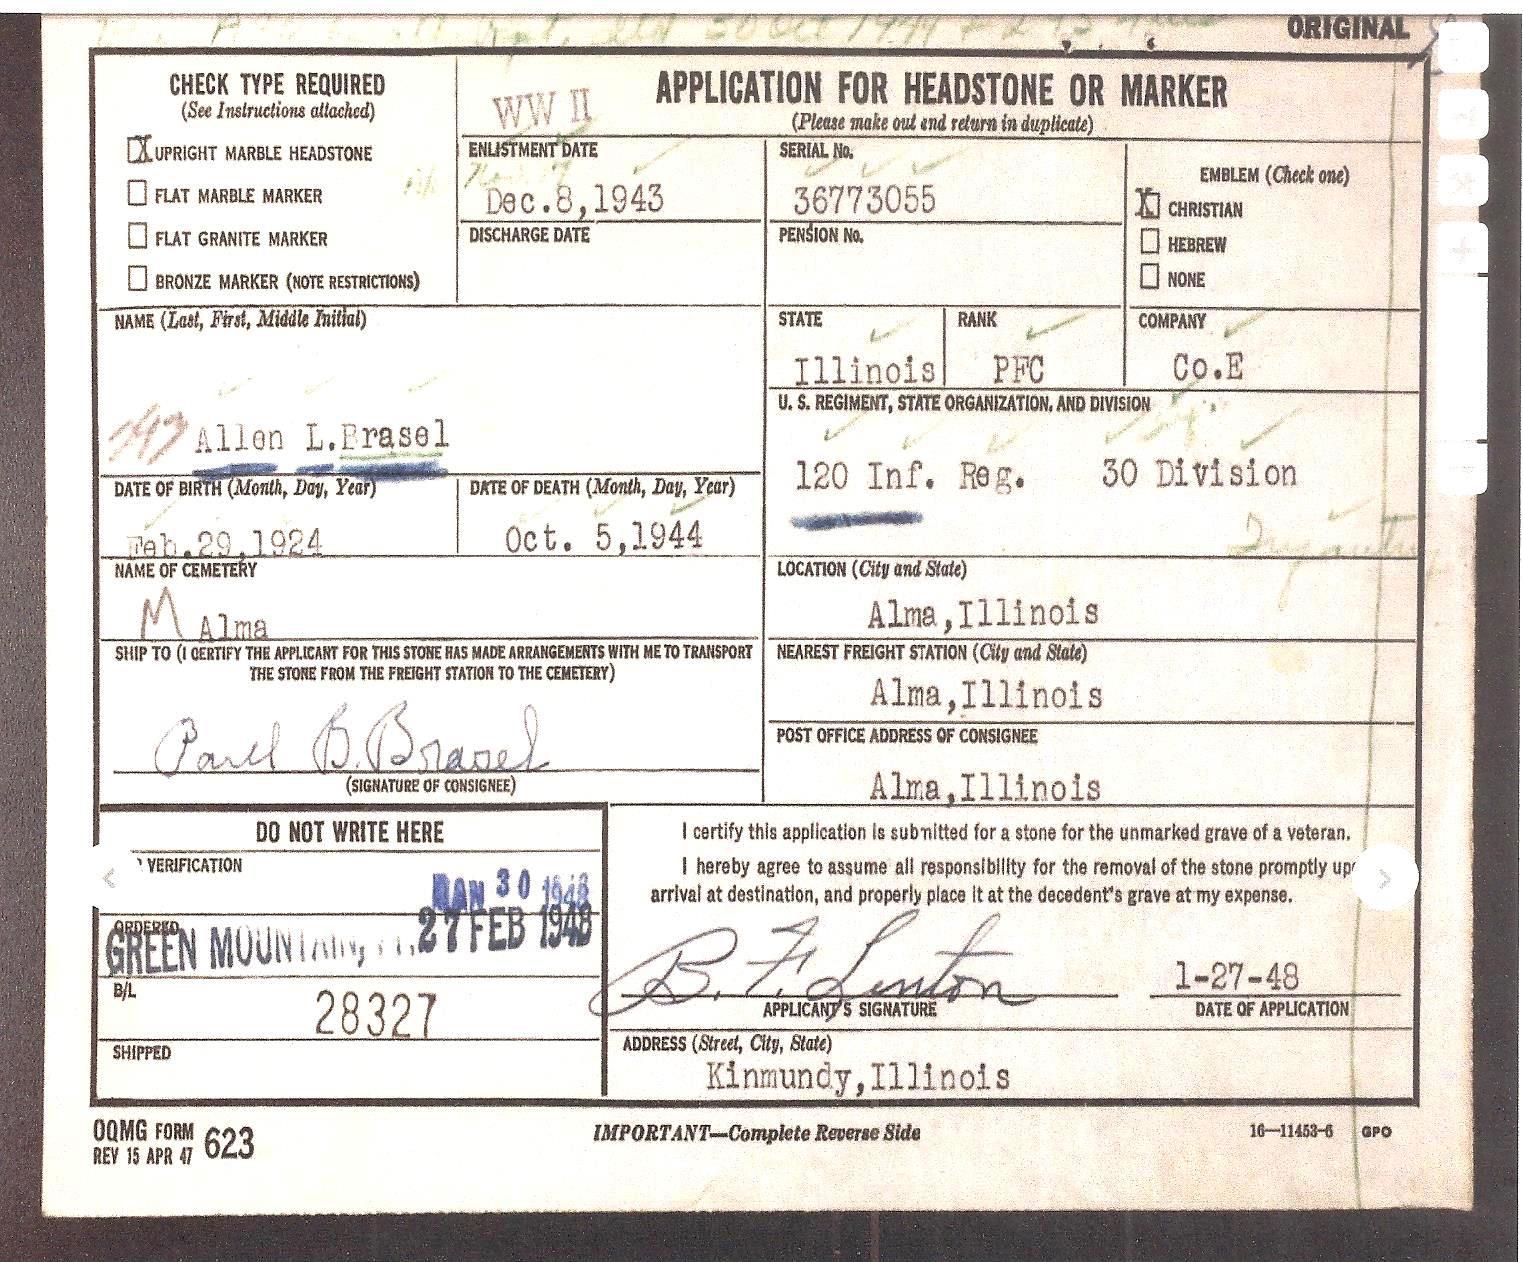 ORIGINAL
CHECK TYPE REQUIRED
(See Instructions attached)
X UPRIGHT MARBLE HEADSTONE
FLAT MARBLE MARKER
FLAT GRANITE MARKER
BRONZE MARKER (NOTE RESTRICTIONS)
WW II
APPLICATION FOR HEADSTONE OR MARKER
(Please make out and return in duplicate)
ENLISTMENT DATE
Dec.8,1943
DISCHARGE DATE
SERIAL No.
36773055
PENSION No.
EMBLEM (Check one)
X CHRISTIAN
HEBREW
NONE
NAME (Last, First, Middle Initial)
Allen L.Brasel
STATE
Illinois
RANK
PFC
COMPANY
Co.E
U. S. REGIMENT, STATE ORGANIZATION, AND DIVISION
120 Inf. Reg. 30 Division
Infantry
DATE OF BIRTH (Month, Day, Year)
Feb.29,1924
DATE OF DEATH (Month, Day, Year)
Oct. 5,1944
NAME OF CEMETERY
M Alma
LOCATION (City and State)
Alma,Illinois
SHIP TO (I CERTIFY THE APPLICANT FOR THIS STONE HAS MADE ARRANGEMENTS WITH ME TO TRANSPORT
THE STONE FROM THE FREIGHT STATION TO THE CEMETERY)
Paul B. Brasel
(SIGNATURE OF CONSIGNEE)
NEAREST FREIGHT STATION (City and State)
Alma,Illinois
POST OFFICE ADDRESS OF CONSIGNEE
Alma,Illinois
DO NOT WRITE HERE
VERIFICATION
JAN 30 1948
ORDERED
GREEN MOUNTAIN, 27 FEB 1948
B/L
28327
SHIPPED
I certify this application is submitted for a stone for the unmarked grave of a veteran.
I hereby agree to assume all responsibility for the removal of the stone promptly up
arrival at destination, and properly place it at the decedent's grave at my expense.
B. F. Linton
APPLICANT'S SIGNATURE
1-27-48
DATE OF APPLICATION
ADDRESS (Street, City, State)
Kinmundy,Illinois
OQMG FORM 623
REV 15 APR 47
IMPORTANT—Complete Reverse Side
16—11453-6 GPO